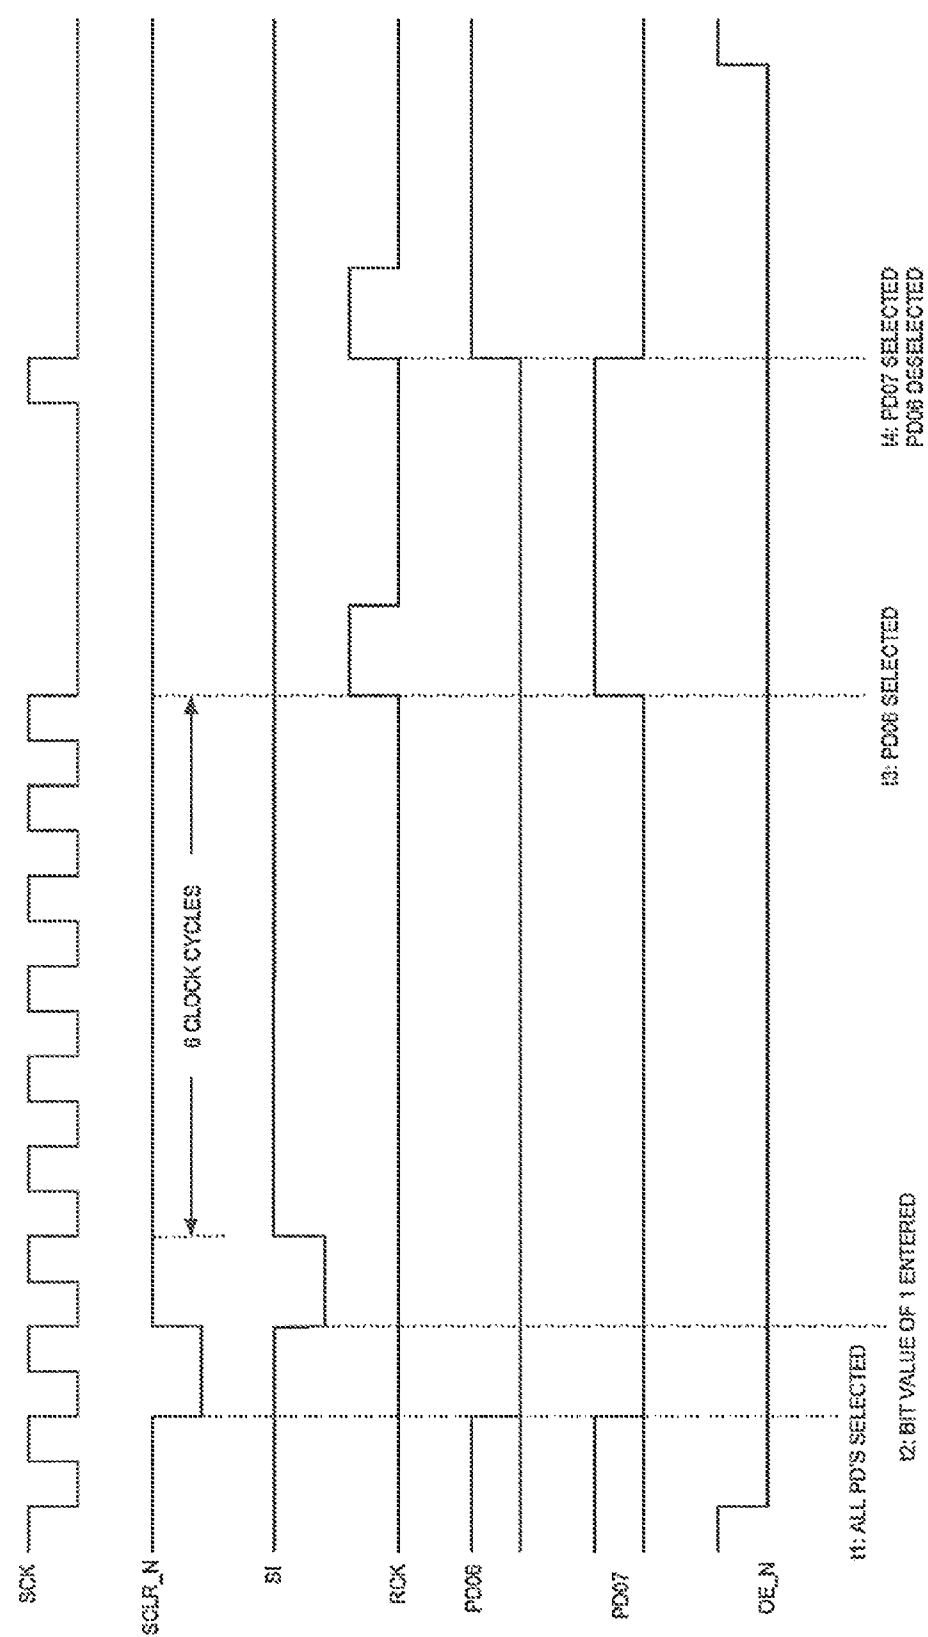 SCK
SCLR_N
SI
RCK
PD06
PD07
OE_N
6 CLOCK CYCLES
t1: ALL PD'S SELECTED
t2: BIT VALUE OF 1 ENTERED
t3: PD06 SELECTED
t4: PD07 SELECTED
PD06 DESELECTED